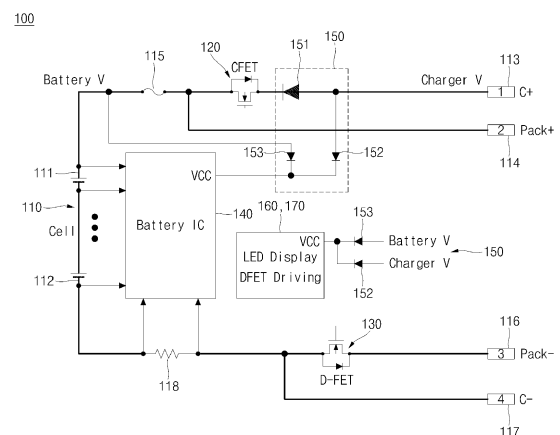 100
150
151
113
120
CFET
115
Battery V
Charger V
1 C+
2 Pack+
114
153
152
111
VCC
110
Battery IC
140
160, 170
153
Cell
VCC
Battery V
LED Display
150
DFET Driving
Charger V
112
152
130
116
3 Pack-
118
D-FET
4 C-
117